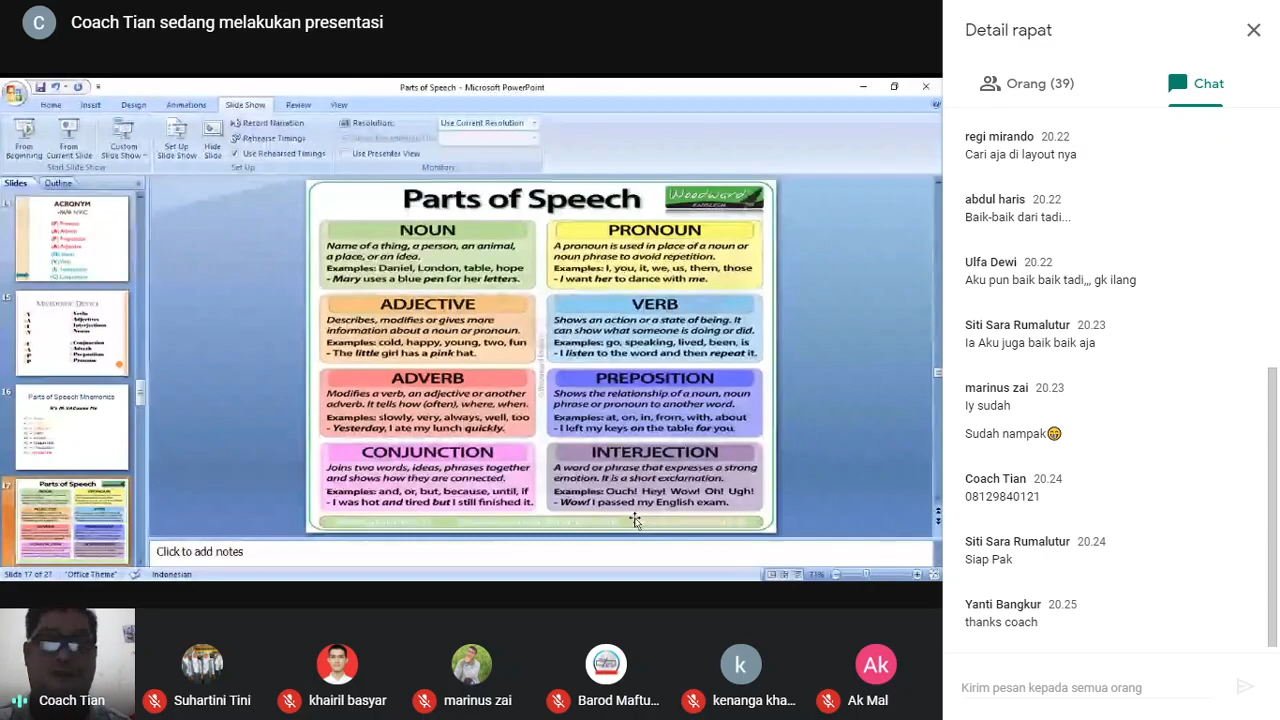 C
Coach Tian sedang melakukan presentasi
Parts of Speech - Microsoft PowerPoint
Home Insert Design Animations Slide Show Review View
From Beginning
From Current Slide
Custom Slide Show
Start Slide Show
Set Up Slide Show
Hide Slide
Record Narration
Rehearse Timings
Use Rehearsed Timings
Set Up
Resolution:
Use Current Resolution
Use Presenter View
Monitors
Slides Outline
ACRONYM
15
16
Parts of Speech Mnemonics
17
Parts of Speech
Parts of Speech
Woodward
ENGLISH
NOUN
Name of a thing, a person, an animal,
a place, or an idea.
Examples: Daniel, London, table, hope
- Mary uses a blue pen for her letters.
PRONOUN
A pronoun is used in place of a noun or
noun phrase to avoid repetition.
Examples: I, you, it, we, us, them, those
- I want her to dance with me.
ADJECTIVE
Describes, modifies or gives more
information about a noun or pronoun.
Examples: cold, happy, young, two, fun
- The little girl has a pink hat.
VERB
Shows an action or a state of being. It
can show what someone is doing or did.
Examples: go, speaking, lived, been, is
- I listen to the word and then repeat it.
ADVERB
Modifies a verb, an adjective or another
adverb. It tells how (often), where, when.
Examples: slowly, very, always, well, too
- Yesterday, I ate my lunch quickly.
PREPOSITION
Shows the relationship of a noun, noun
phrase or pronoun to another word.
Examples: at, on, in, from, with, about
- I left my keys on the table for you.
CONJUNCTION
Joins two words, ideas, phrases together
and shows how they are connected.
Examples: and, or, but, because, until, if
- I was hot and tired but I still finished it.
INTERJECTION
A word or phrase that expresses a strong
emotion. It is a short exclamation.
Examples: Ouch! Hey! Wow! Oh! Ugh!
- Wow! I passed my English exam.
Click to add notes
Slide 17 of 27 "Office Theme" Indonesian
71%
Coach Tian
Suhartini Tini
khairil basyar
marinus zai
Barod Maftu...
k
kenanga kha...
Ak
Ak Mal
Detail rapat
Orang (39)
Chat
regi mirando 20.22
Cari aja di layout nya
abdul haris 20.22
Baik-baik dari tadi...
Ulfa Dewi 20.22
Aku pun baik baik tadi,,, gk ilang
Siti Sara Rumalutur 20.23
Ia Aku juga baik baik aja
marinus zai 20.23
Iy sudah
Sudah nampak😁
Coach Tian 20.24
08129840121
Siti Sara Rumalutur 20.24
Siap Pak
Yanti Bangkur 20.25
thanks coach
Kirim pesan kepada semua orang